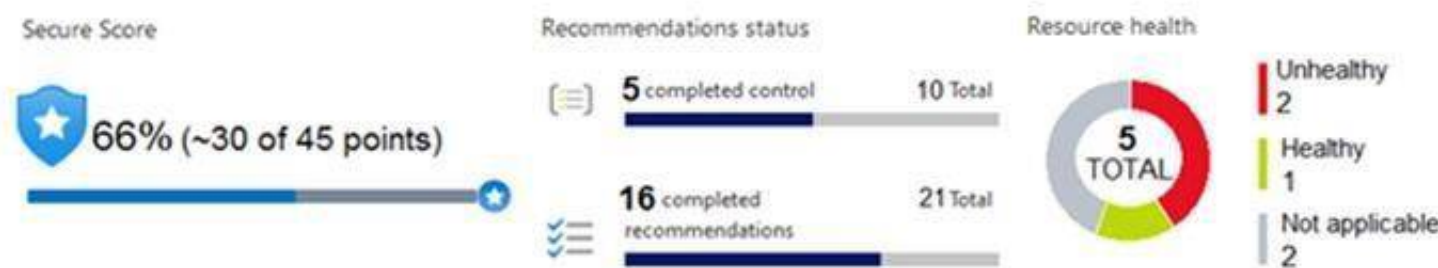 Secure Score
66% (~30 of 45 points)
Recommendations status
5 completed control 10 Total
16 completed 21 Total
recommendations
Resource health
5
TOTAL
Unhealthy
2
Healthy
1
Not applicable
2